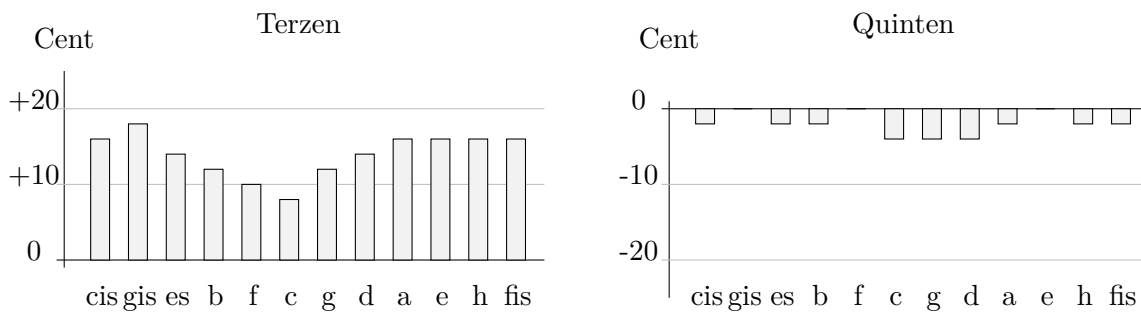 Terzen
Cent
+20
+10
0
cis gis es b f c g d a e h fis
Quinten
Cent
0
-10
-20
cis gis es b f c g d a e h fis